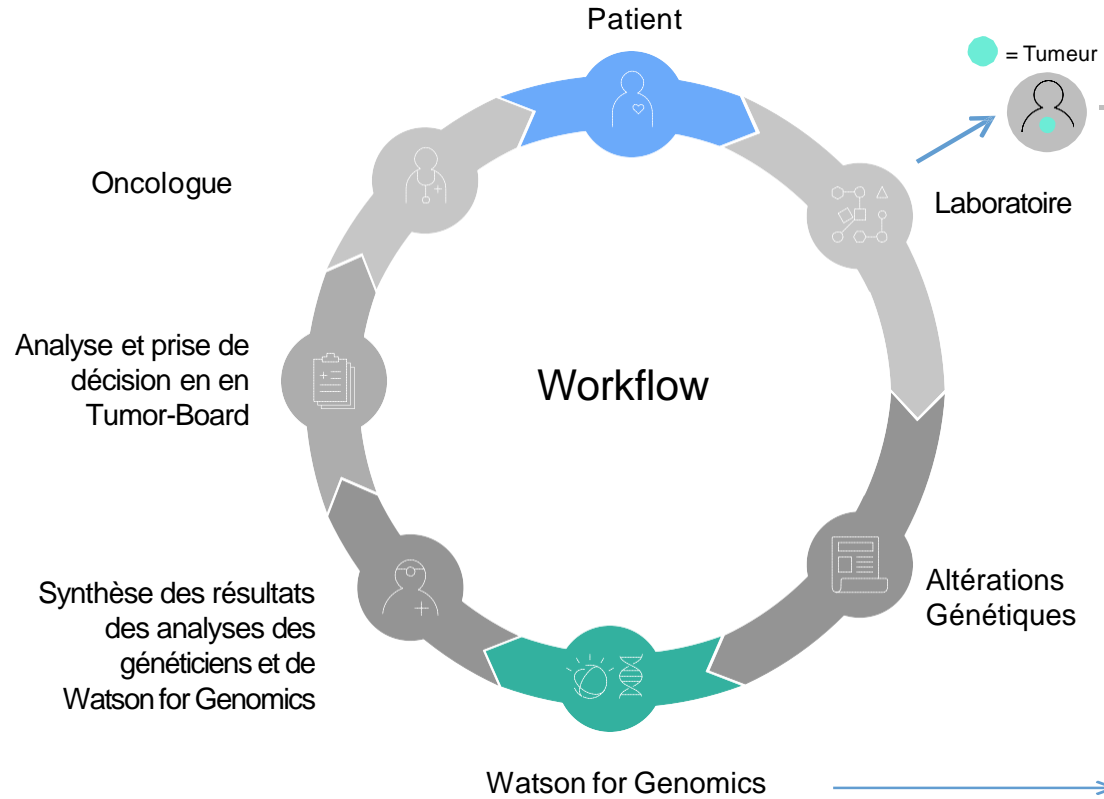 Patient
= Tumeur
Oncologue
Laboratoire
Analyse et prise de
décision en en
Tumor-Board
Workflow
Synthèse des résultats
des analyses des
généticiens et de
Watson for Genomics
Altérations
Génétiques
Watson for Genomics